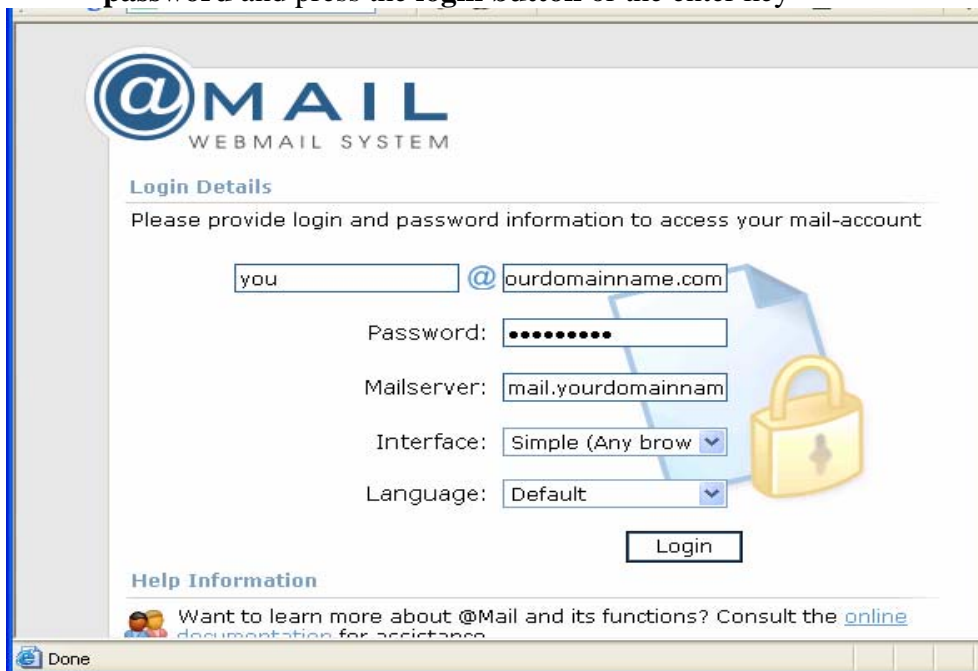 password and press the login button or the enter key
@MAIL
WEBMAIL SYSTEM
Login Details
Please provide login and password information to access your mail-account
you @ ourdomainname.com
Password: •••••••••
Mailserver: mail.yourdomainnam
Interface: Simple (Any brow
Language: Default
Login
Help Information
Want to learn more about @Mail and its functions? Consult the online
documentation for assistance
Done